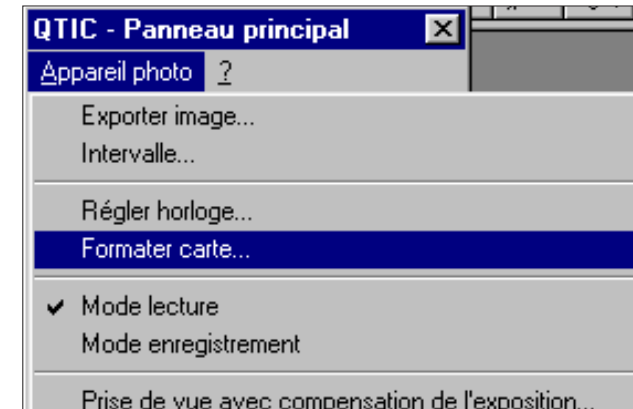 QTIC - Panneau principal
Appareil photo ?
Exporter image...
Intervalle...
Régler horloge...
Formater carte...
Mode lecture
Mode enregistrement
Prise de vue avec compensation de l'exposition...